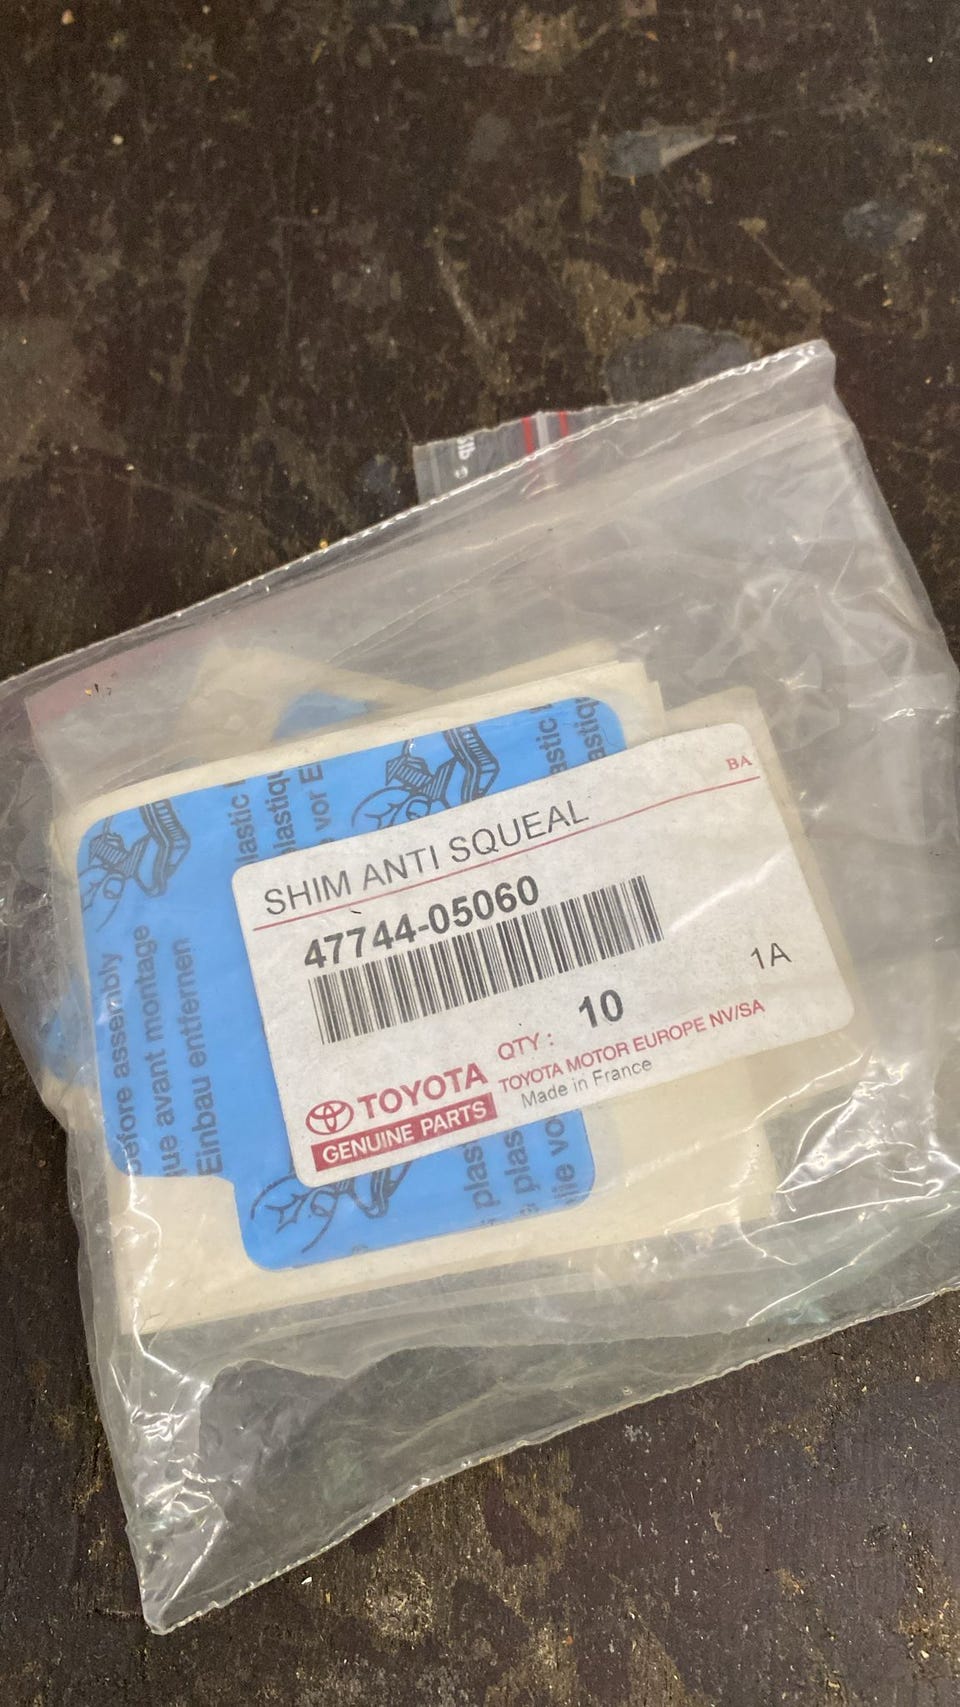 BA
SHIM ANTI SQUEAL
47744-05060
1A
QTY : 10
TOYOTA
GENUINE PARTS
TOYOTA MOTOR EUROPE NV/SA
Made in France
before assembly
avant montage
Einbau entfernen
vor